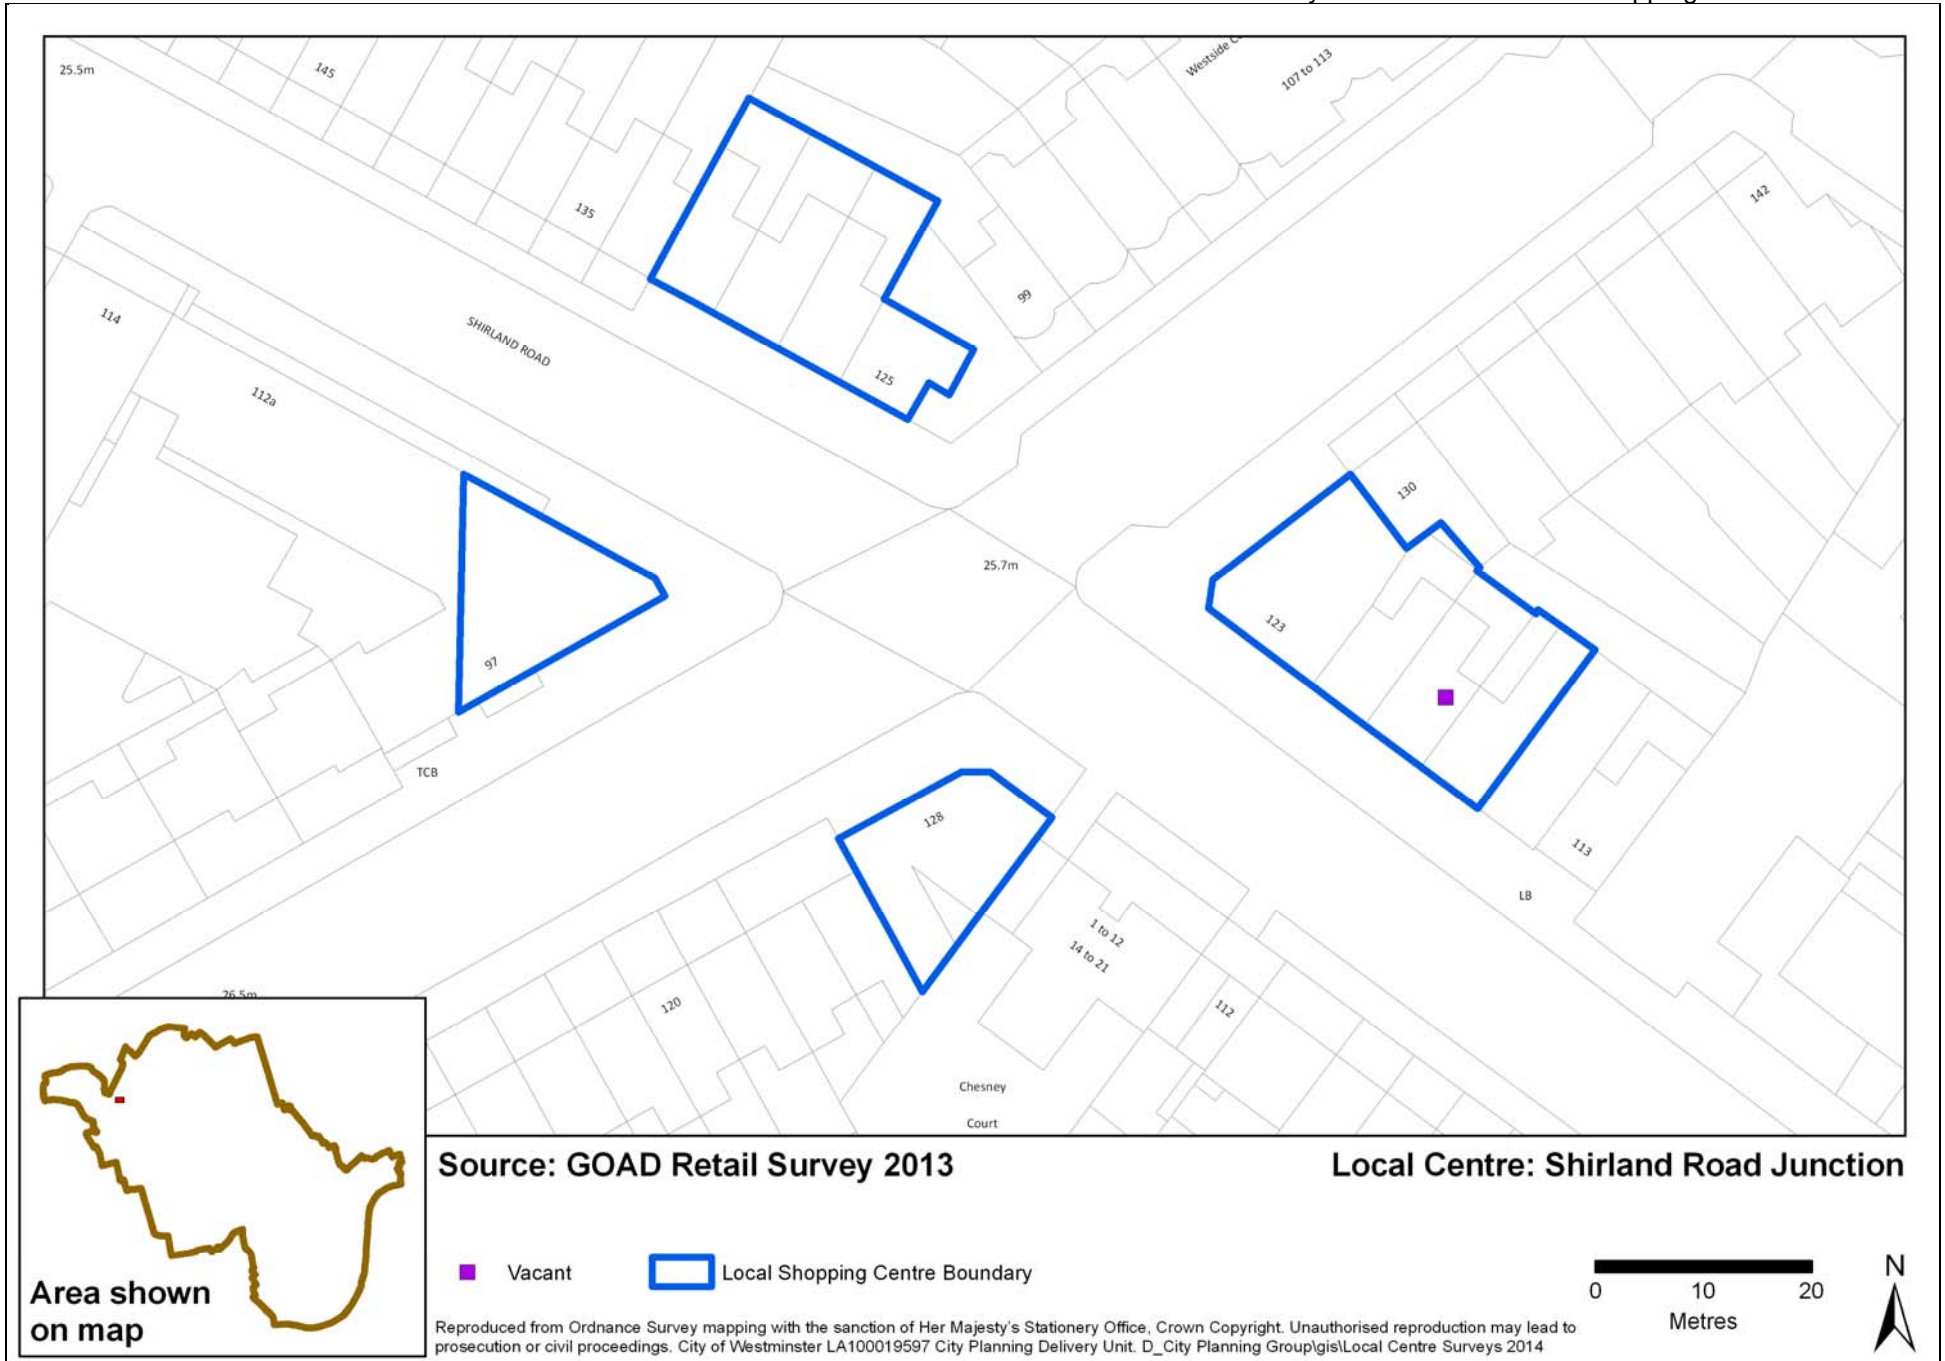 25.5m
145
Westside
107 to 113
135
142
114
99
SHIRLAND ROAD
112a
125
130
25.7m
123
97
TCB
128
113
LB
1 to 12
14 to 21
120
112
26.5m
Chesney
Court
Source: GOAD Retail Survey 2013
Local Centre: Shirland Road Junction
Vacant
Local Shopping Centre Boundary
Area shown
on map
0 10 20
Metres
N
Reproduced from Ordnance Survey mapping with the sanction of Her Majesty's Stationery Office, Crown Copyright. Unauthorised reproduction may lead to
prosecution or civil proceedings. City of Westminster LA100019597 City Planning Delivery Unit. D_City Planning Group\gis\Local Centre Surveys 2014